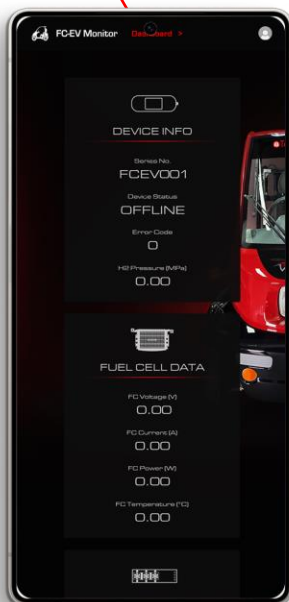 FC-EV Monitor Dashboard >
DEVICE INFO
Series No.
FCEV001
Device Status
OFFLINE
Error Code
0
H2 Pressure (MPa)
0.00
FUEL CELL DATA
FC Voltage (V)
0.00
FC Current (A)
0.00
FC Power (W)
0.00
FC Temperature (°C)
0.00